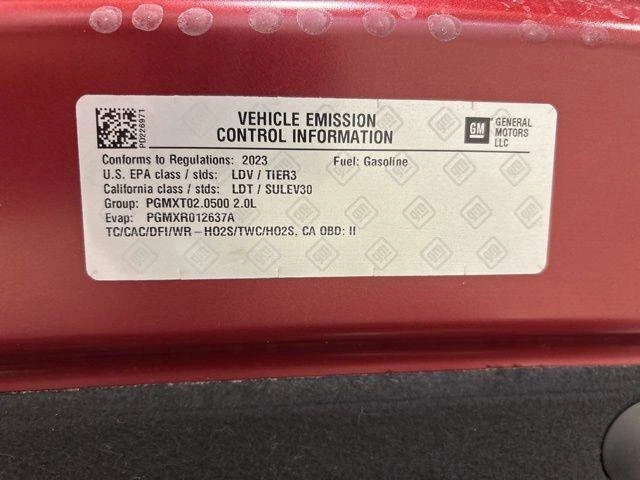 PD226971
VEHICLE EMISSION
CONTROL INFORMATION
GM
GENERAL
MOTORS
LLC
Conforms to Regulations: 2023 Fuel: Gasoline
U.S. EPA class / stds: LDV / TIER3
California class / stds: LDT / SULEV30
Group: PGMXT02.0500 2.0L
Evap: PGMXR012637A
TC/CAC/DFI/WR – HO2S/TWC/HO2S, CA OBD: II